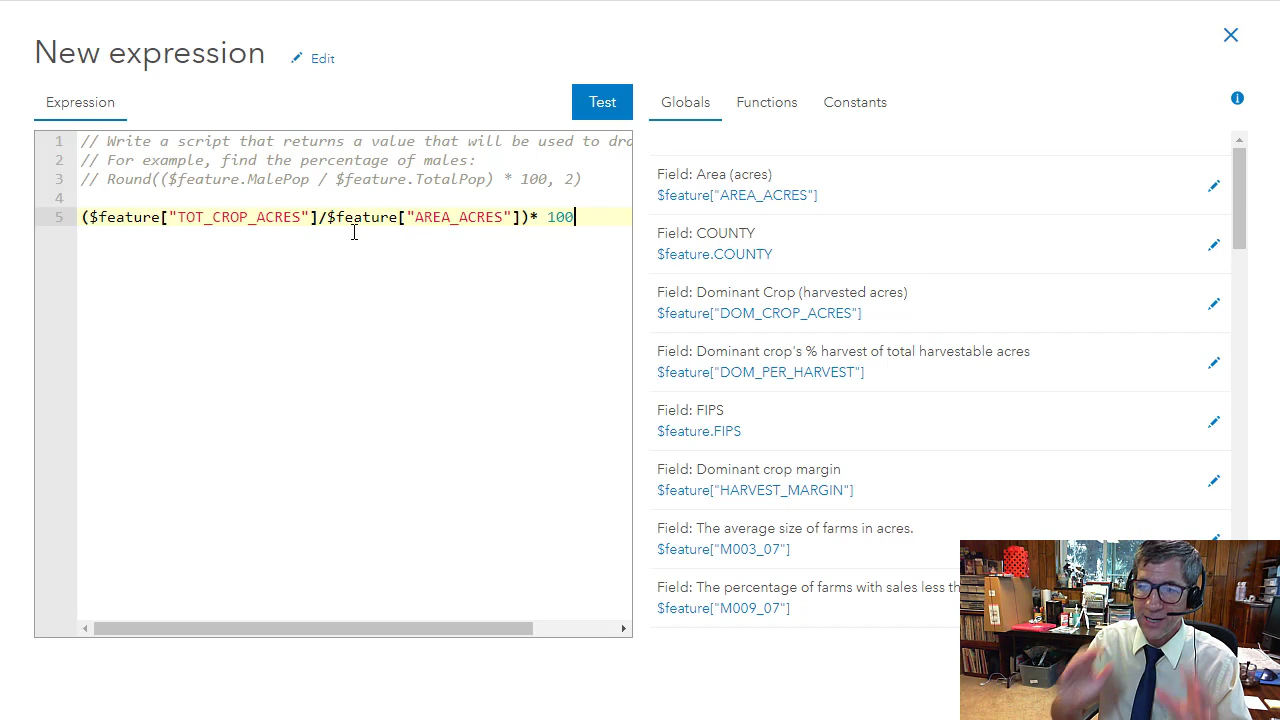 New expression
Edit
Expression
Test
Globals
Functions
Constants
1 // Write a script that returns a value that will be used to dra
2 // For example, find the percentage of males:
3 // Round(($feature.MalePop / $feature.TotalPop) * 100, 2)
4
5 ($feature["TOT_CROP_ACRES"]/$feature["AREA_ACRES"])* 100
Field: Area (acres)
$feature["AREA_ACRES"]
Field: COUNTY
$feature.COUNTY
Field: Dominant Crop (harvested acres)
$feature["DOM_CROP_ACRES"]
Field: Dominant crop's % harvest of total harvestable acres
$feature["DOM_PER_HARVEST"]
Field: FIPS
$feature.FIPS
Field: Dominant crop margin
$feature["HARVEST_MARGIN"]
Field: The average size of farms in acres.
$feature["M003_07"]
Field: The percentage of farms with sales less th
$feature["M009_07"]